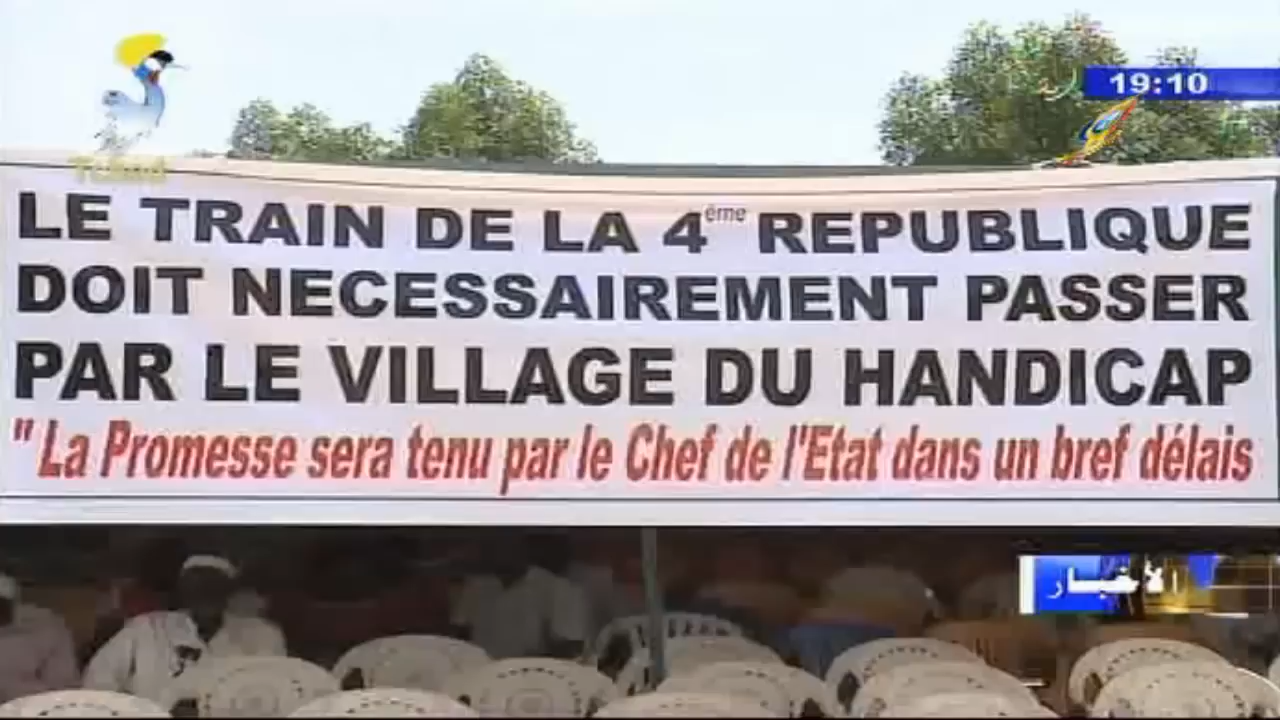 19:10
LE TRAIN DE LA 4ème REPUBLIQUE
DOIT NECESSAIREMENT PASSER
PAR LE VILLAGE DU HANDICAP
" La Promesse sera tenu par le Chef de l'Etat dans un bref délais
الأخبار